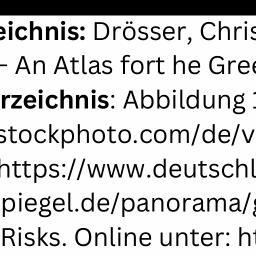 eichnis: Drösser, Chris
– An Atlas fort he Gree
rzeichnis: Abbildung 1
stockphoto.com/de/v
https://www.deutschl
piegel.de/panorama/g
Risks. Online unter: ht